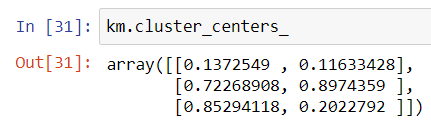 In [31]: km.cluster_centers_
Out[31]: array([[0.1372549 , 0.11633428],
[0.72268908, 0.8974359 ],
[0.85294118, 0.2022792 ]])